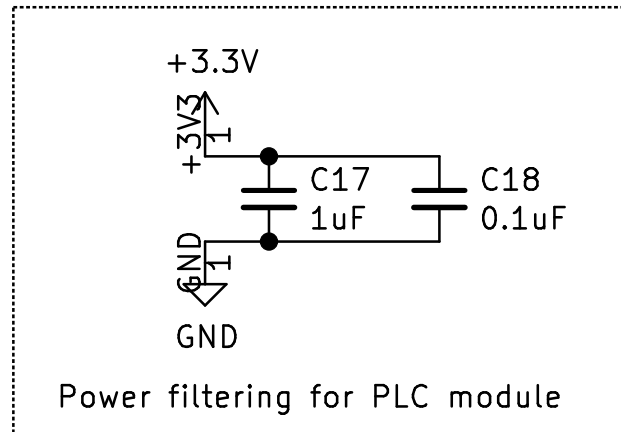 +3.3V
+3V3
1
C17
1uF
C18
0.1uF
GND
1
GND
Power filtering for PLC module